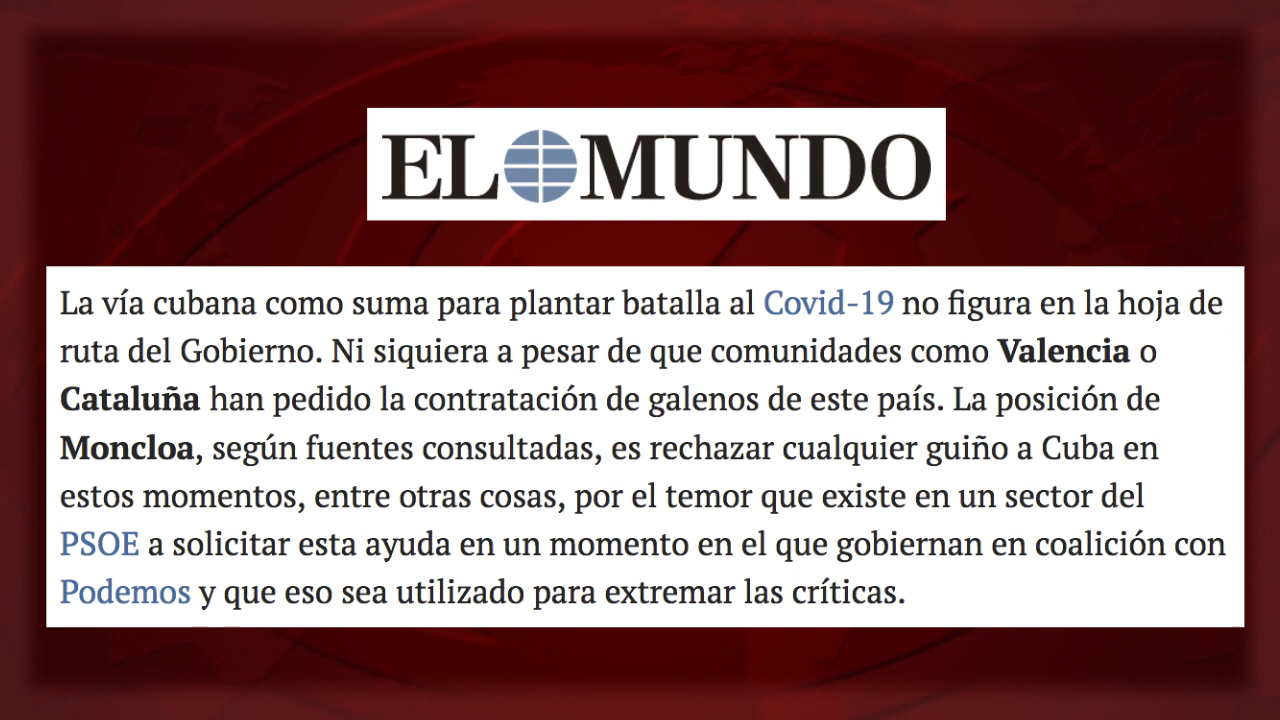 EL MUNDO
La vía cubana como suma para plantar batalla al Covid-19 no figura en la hoja de
ruta del Gobierno. Ni siquiera a pesar de que comunidades como Valencia o
Cataluña han pedido la contratación de galenos de este país. La posición de
Moncloa, según fuentes consultadas, es rechazar cualquier guiño a Cuba en
estos momentos, entre otras cosas, por el temor que existe en un sector del
PSOE a solicitar esta ayuda en un momento en el que gobiernan en coalición con
Podemos y que eso sea utilizado para extremar las críticas.